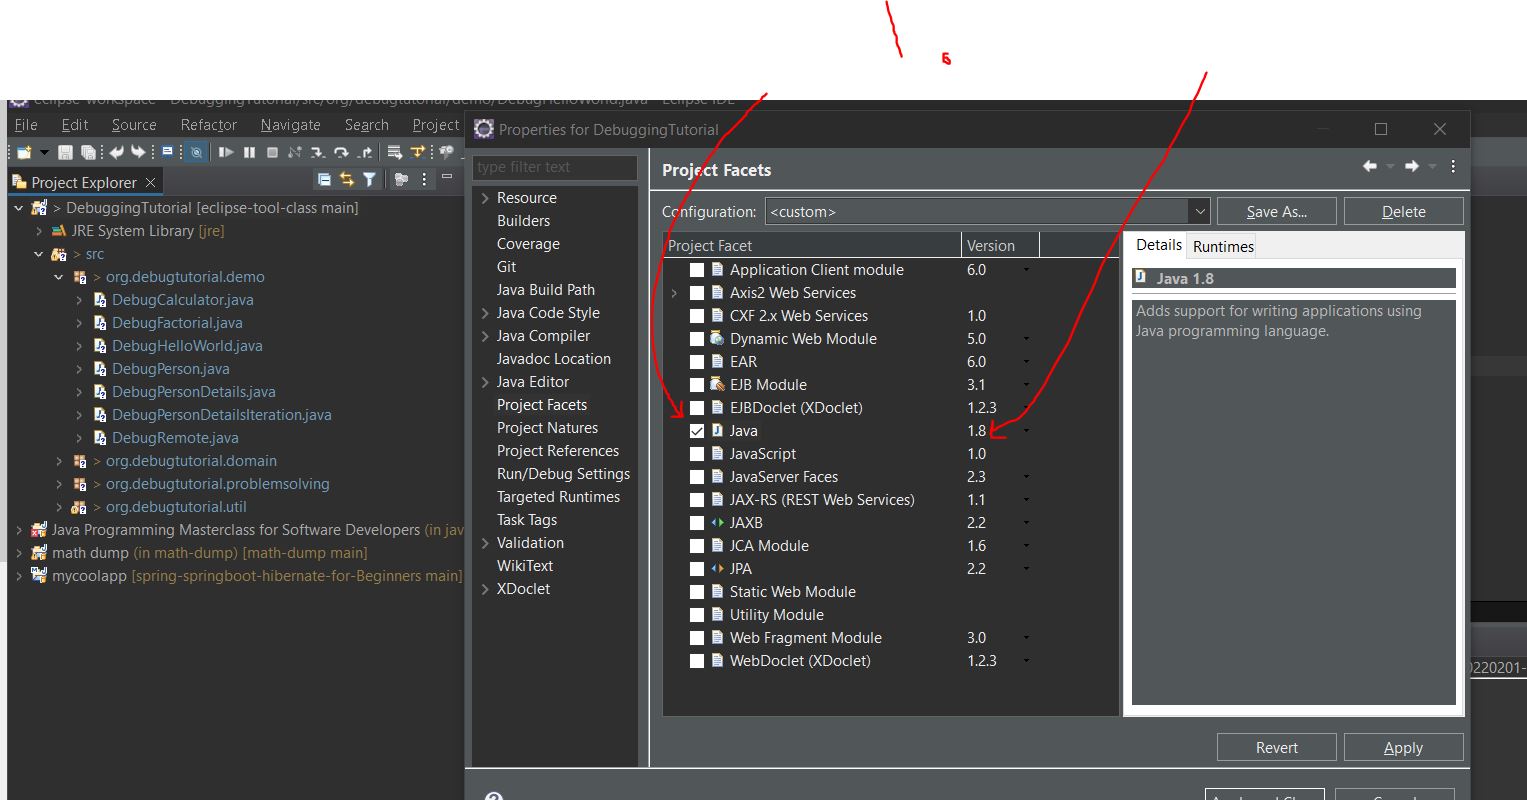 eclipse-workspace - DebuggingTutorial/src/org/debugtutorial/demo/DebugHelloWorld.java - Eclipse IDE
File Edit Source Refactor Navigate Search Project
Properties for DebuggingTutorial
Project Explorer
> DebuggingTutorial [eclipse-tool-class main]
JRE System Library [jre]
> src
> org.debugtutorial.demo
DebugCalculator.java
DebugFactorial.java
DebugHelloWorld.java
DebugPerson.java
DebugPersonDetails.java
DebugPersonDetailsIteration.java
DebugRemote.java
> org.debugtutorial.domain
> org.debugtutorial.problemsolving
> org.debugtutorial.util
Java Programming Masterclass for Software Developers (in jav
math dump (in math-dump) [math-dump main]
mycoolapp [spring-springboot-hibernate-for-Beginners main]
type filter text
Resource
Builders
Coverage
Git
Java Build Path
Java Code Style
Java Compiler
Javadoc Location
Java Editor
Project Facets
Project Natures
Project References
Run/Debug Settings
Targeted Runtimes
Task Tags
Validation
WikiText
XDoclet
Project Facets
Configuration: <custom> Save As... Delete
Project Facet Version
Application Client module 6.0
Axis2 Web Services
CXF 2.x Web Services 1.0
Dynamic Web Module 5.0
EAR 6.0
EJB Module 3.1
EJBDoclet (XDoclet) 1.2.3
Java 1.8
JavaScript 1.0
JavaServer Faces 2.3
JAX-RS (REST Web Services) 1.1
JAXB 2.2
JCA Module 1.6
JPA 2.2
Static Web Module
Utility Module
Web Fragment Module 3.0
WebDoclet (XDoclet) 1.2.3
Details Runtimes
Java 1.8
Adds support for writing applications using
Java programming language.
Revert Apply
0220201-